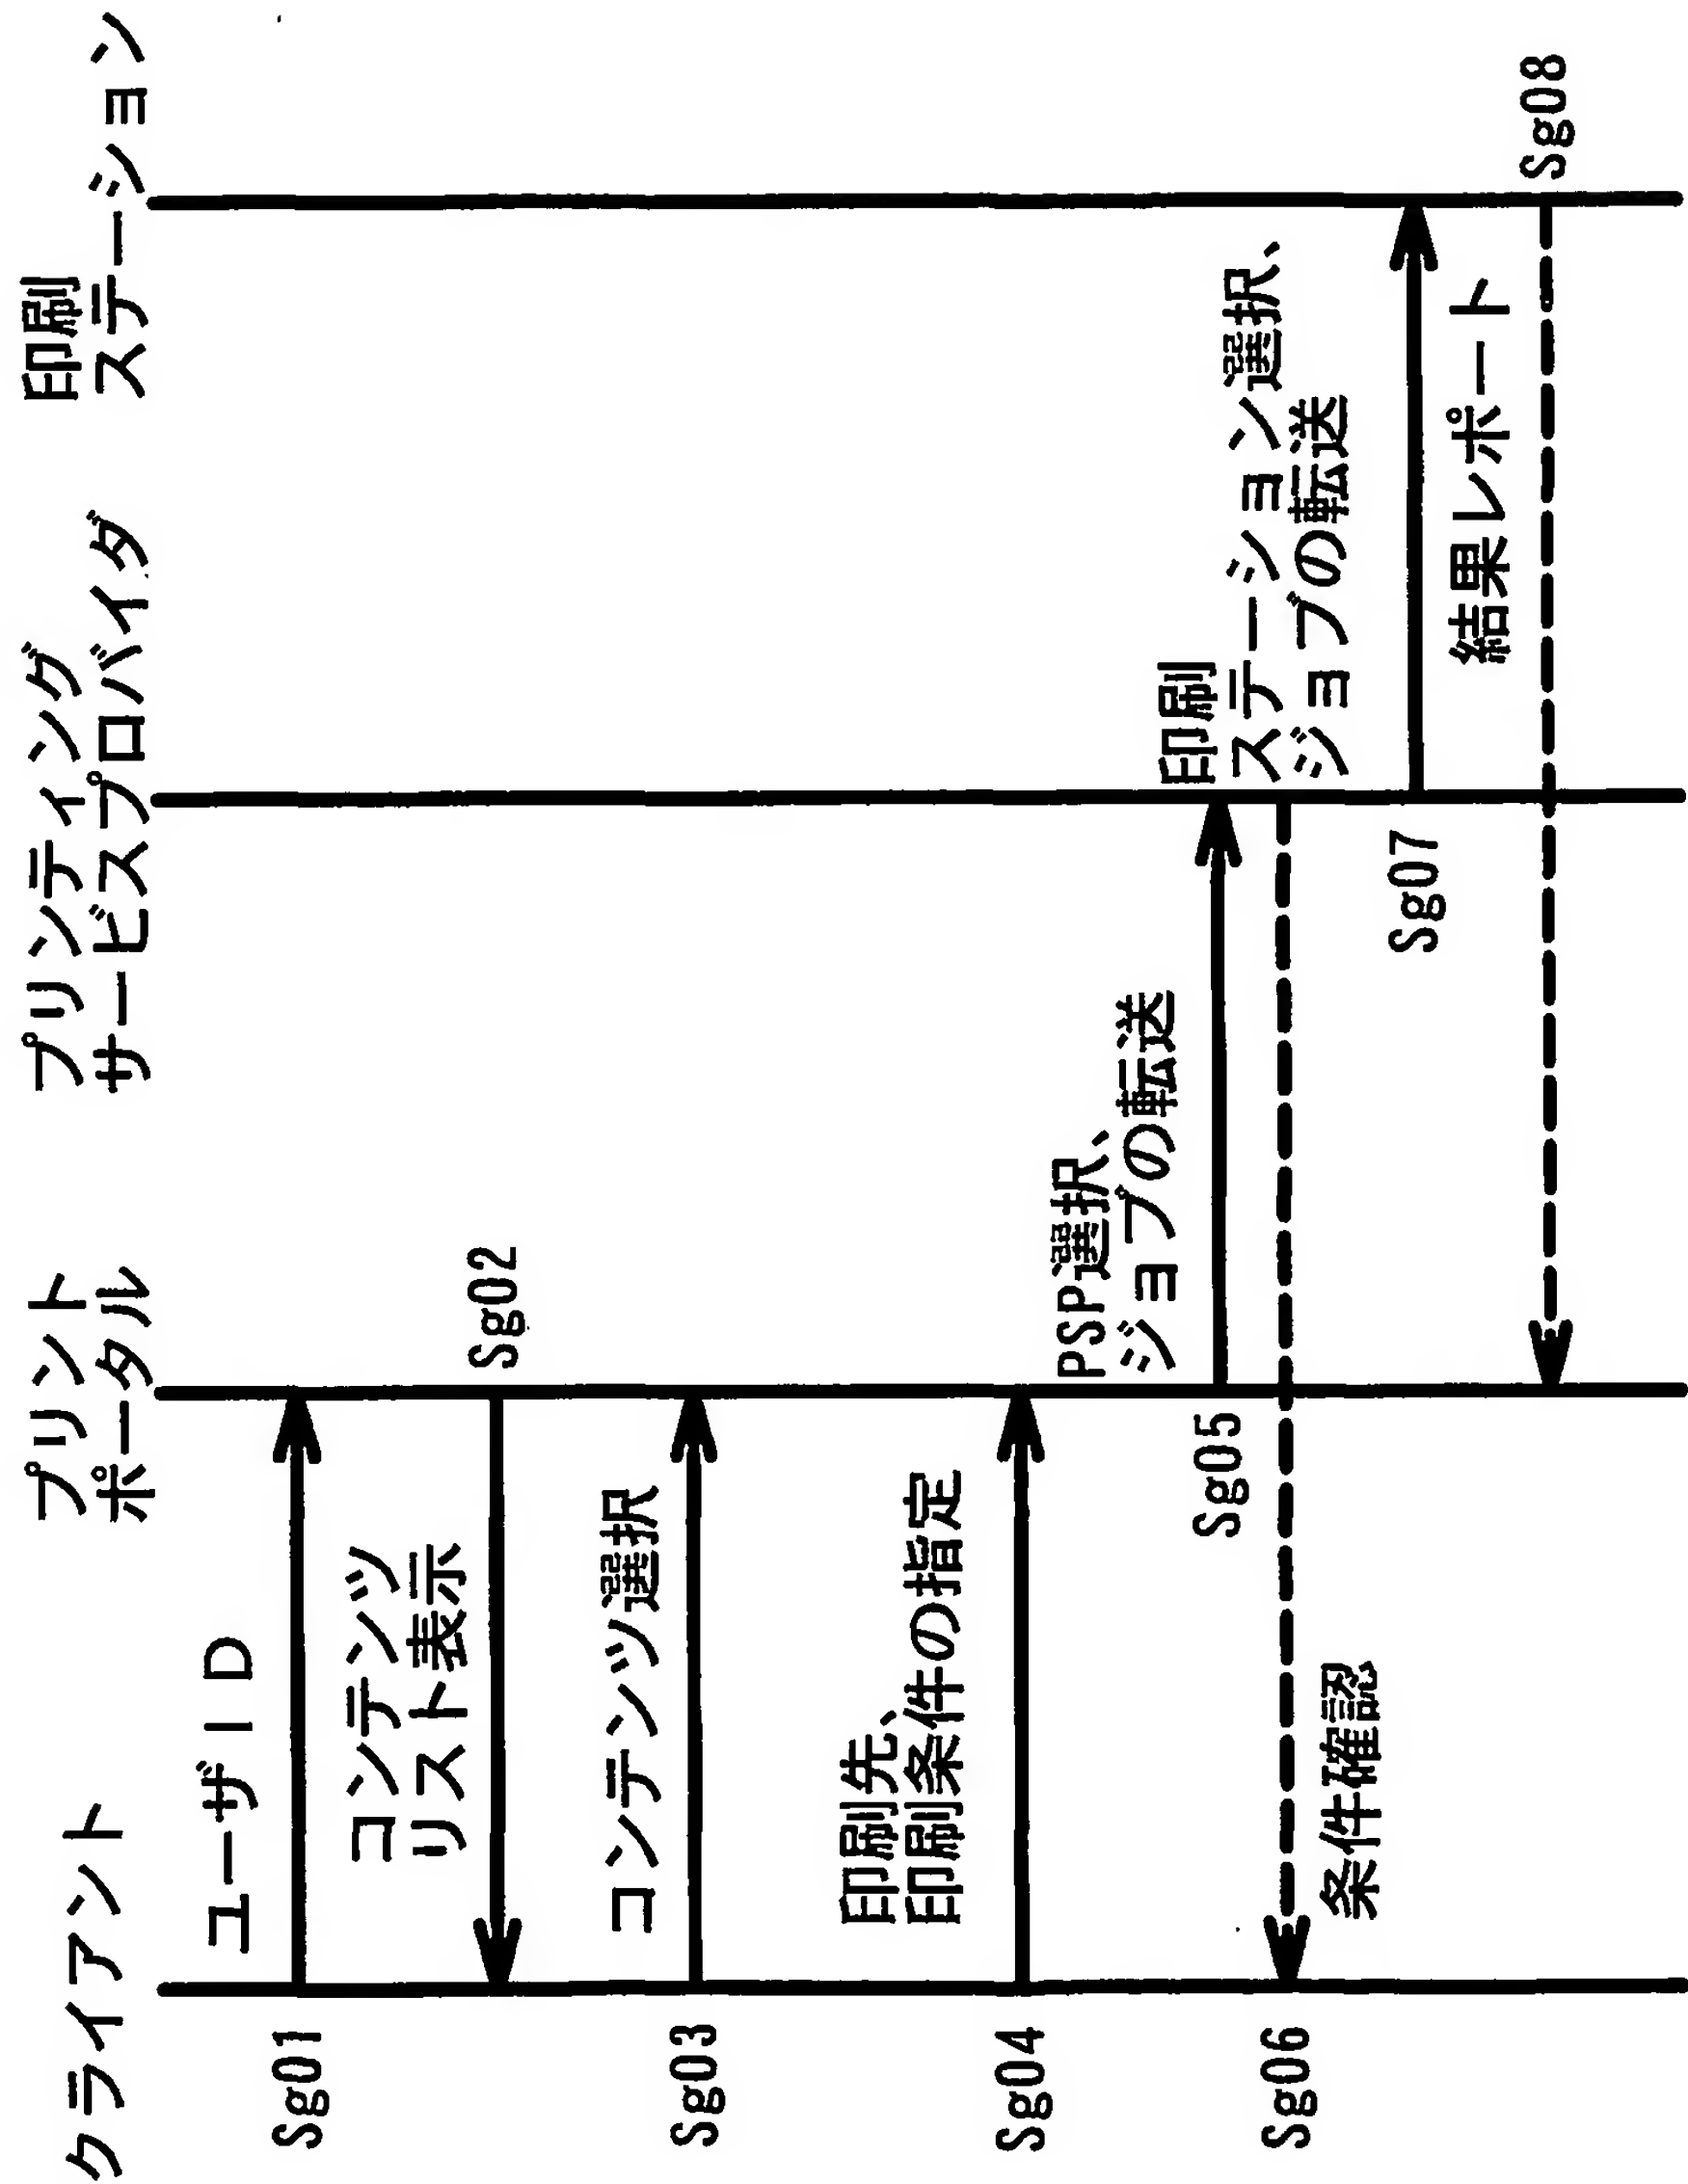 クライアント
プリント
ポータル
プリンティング
サービスプロバイダ
印刷
ステーション
Sg01
ユーザID
コンテンツ
リスト表示
Sg02
Sg03
コンテンツ選択
Sg04
印刷先、
印刷条件の指定
PSP選択、
ジョブの転送
Sg05
Sg06
条件確認
印刷
ステーション選択、
ジョブの転送
Sg07
結果レポート
Sg08